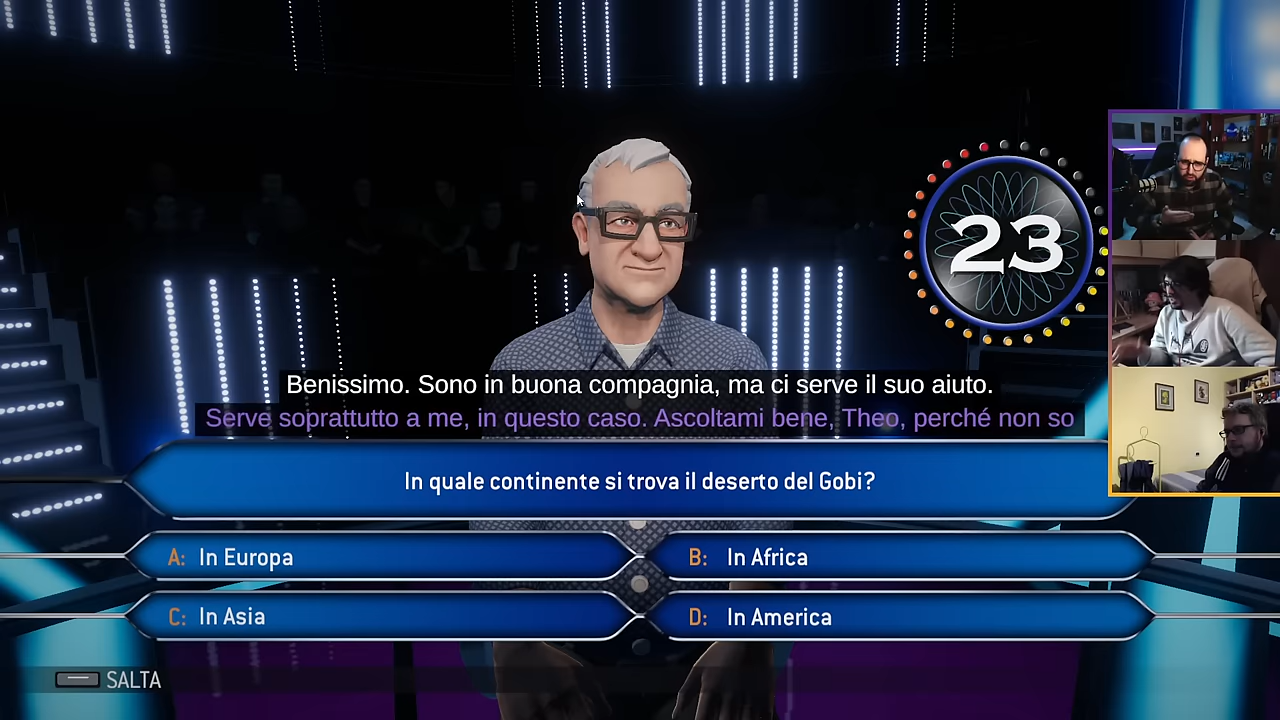 23
Benissimo. Sono in buona compagnia, ma ci serve il suo aiuto.
Serve soprattutto a me, in questo caso. Ascoltami bene, Theo, perché non so
In quale continente si trova il deserto del Gobi?
A: In Europa
B: In Africa
C: In Asia
D: In America
SALTA